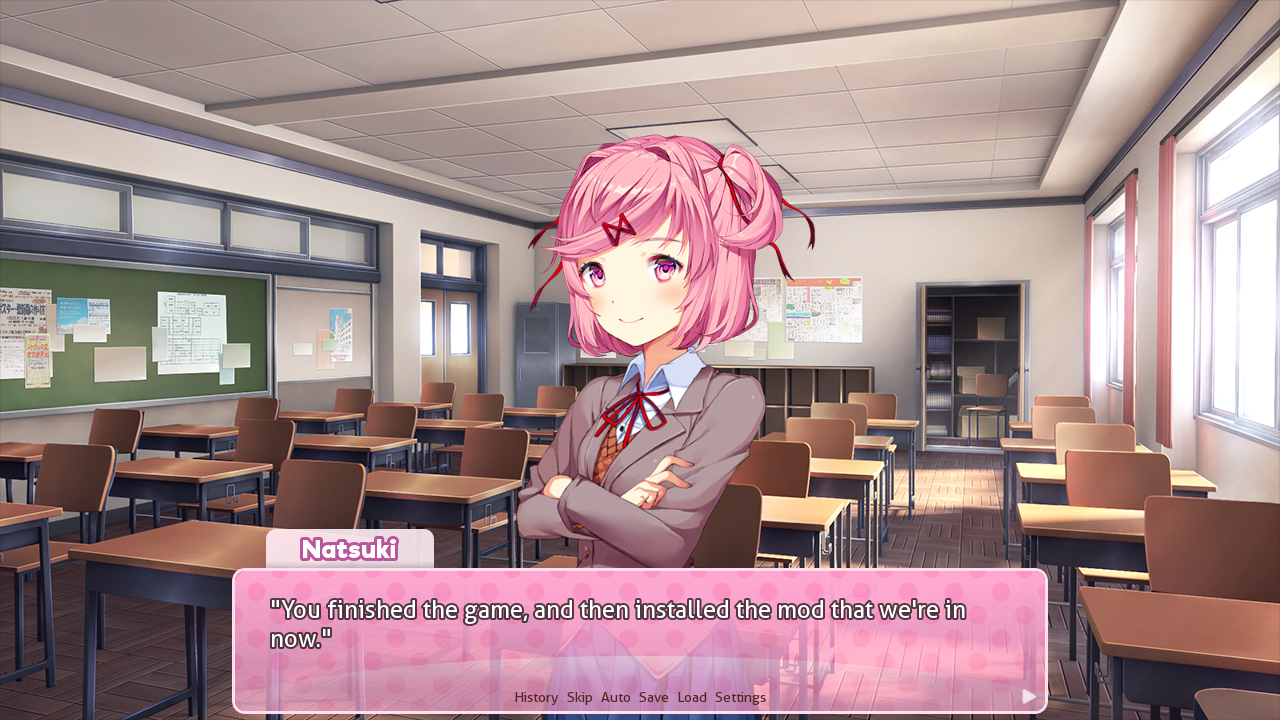 Natsuki
"You finished the game, and then installed the mod that we're in
now."
History Skip Auto Save Load Settings